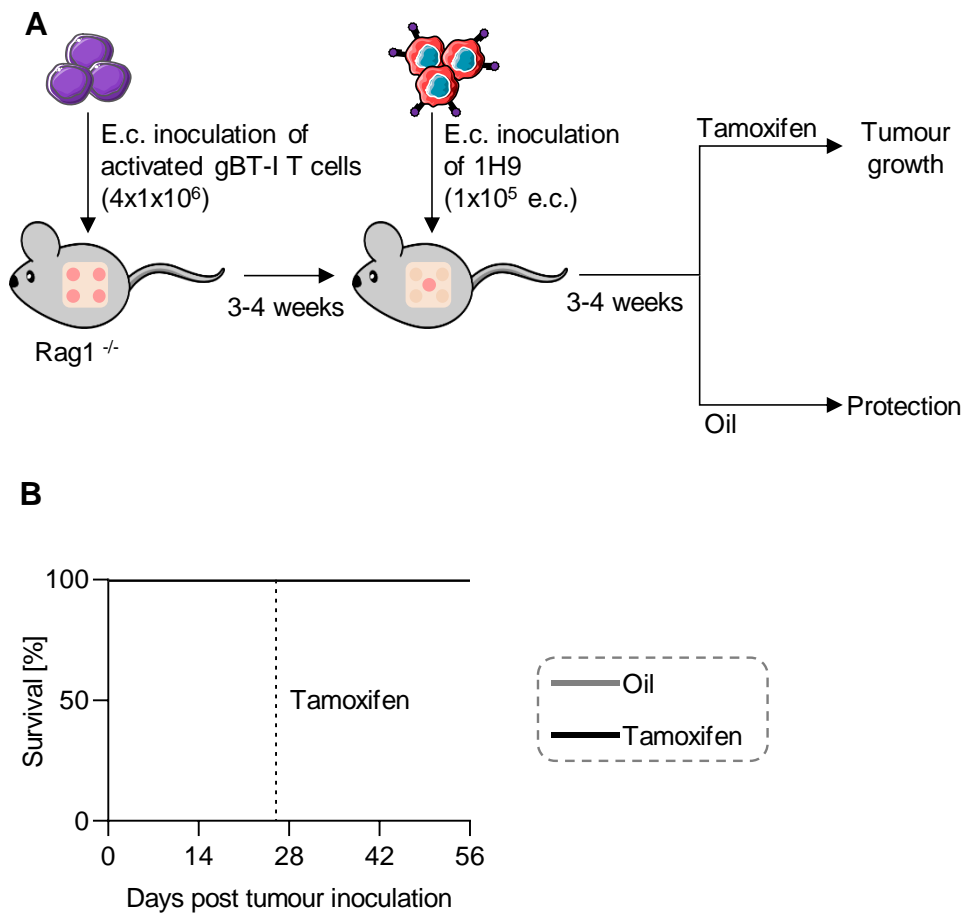 A
E.c. inoculation of
activated gBT-I T cells
(4x1x10⁶)
E.c. inoculation
of 1H9
(1x10⁵ e.c.)
Tamoxifen
Tumour
growth
3-4 weeks
3-4 weeks
Rag1 -/-
Oil
Protection
B
100
50
0
Survival [%]
Tamoxifen
0 14 28 42 56
Days post tumour inoculation
Oil
Tamoxifen